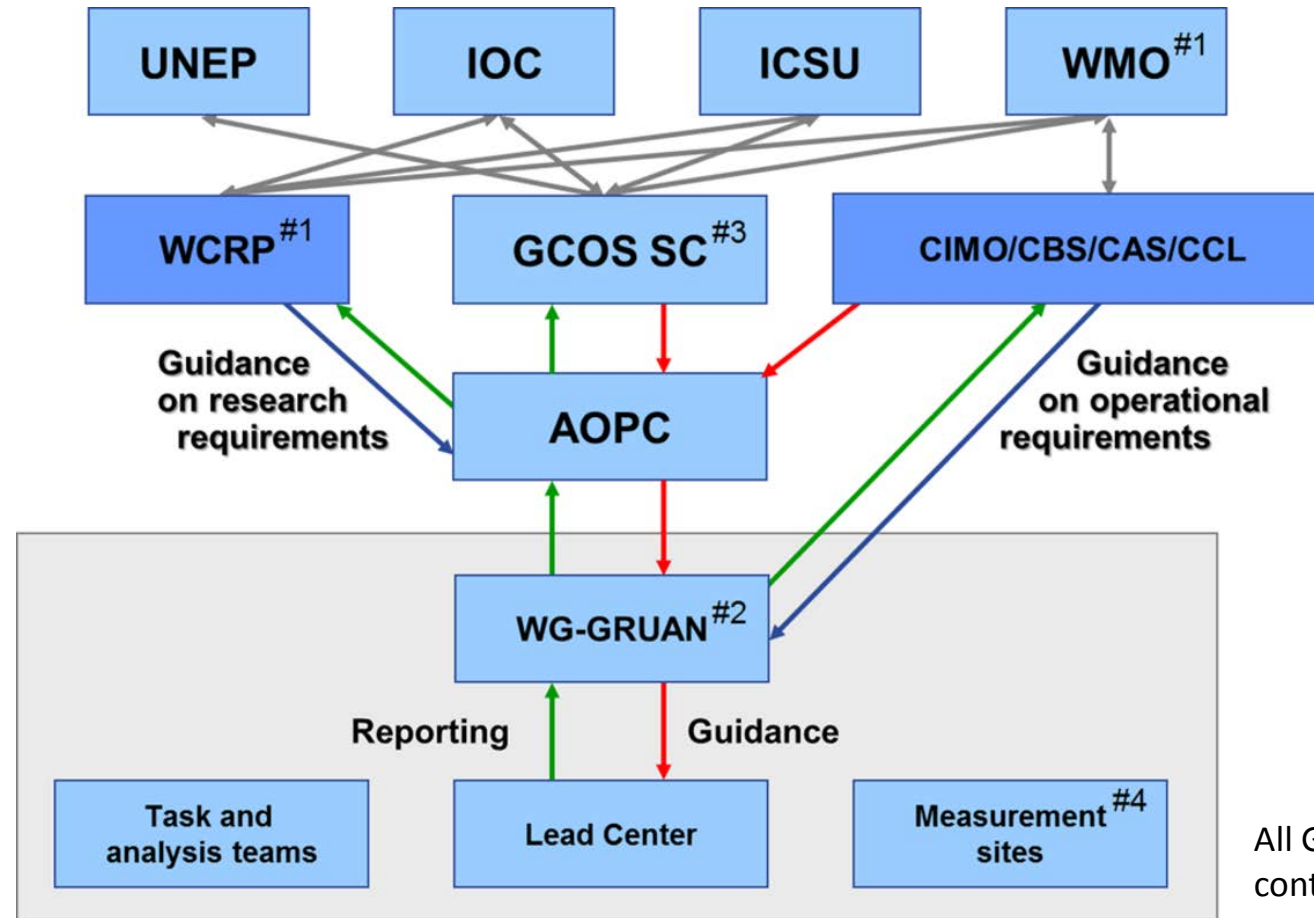 UNEP
IOC
ICSU
WMO #1
WCRP #1
GCOS SC #3
CIMO/CBS/CAS/CCL
Guidance
on research
requirements
AOPC
Guidance
on operational
requirements
WG-GRUAN #2
Reporting
Guidance
Task and
analysis teams
Lead Center
Measurement #4
sites
All G
cont